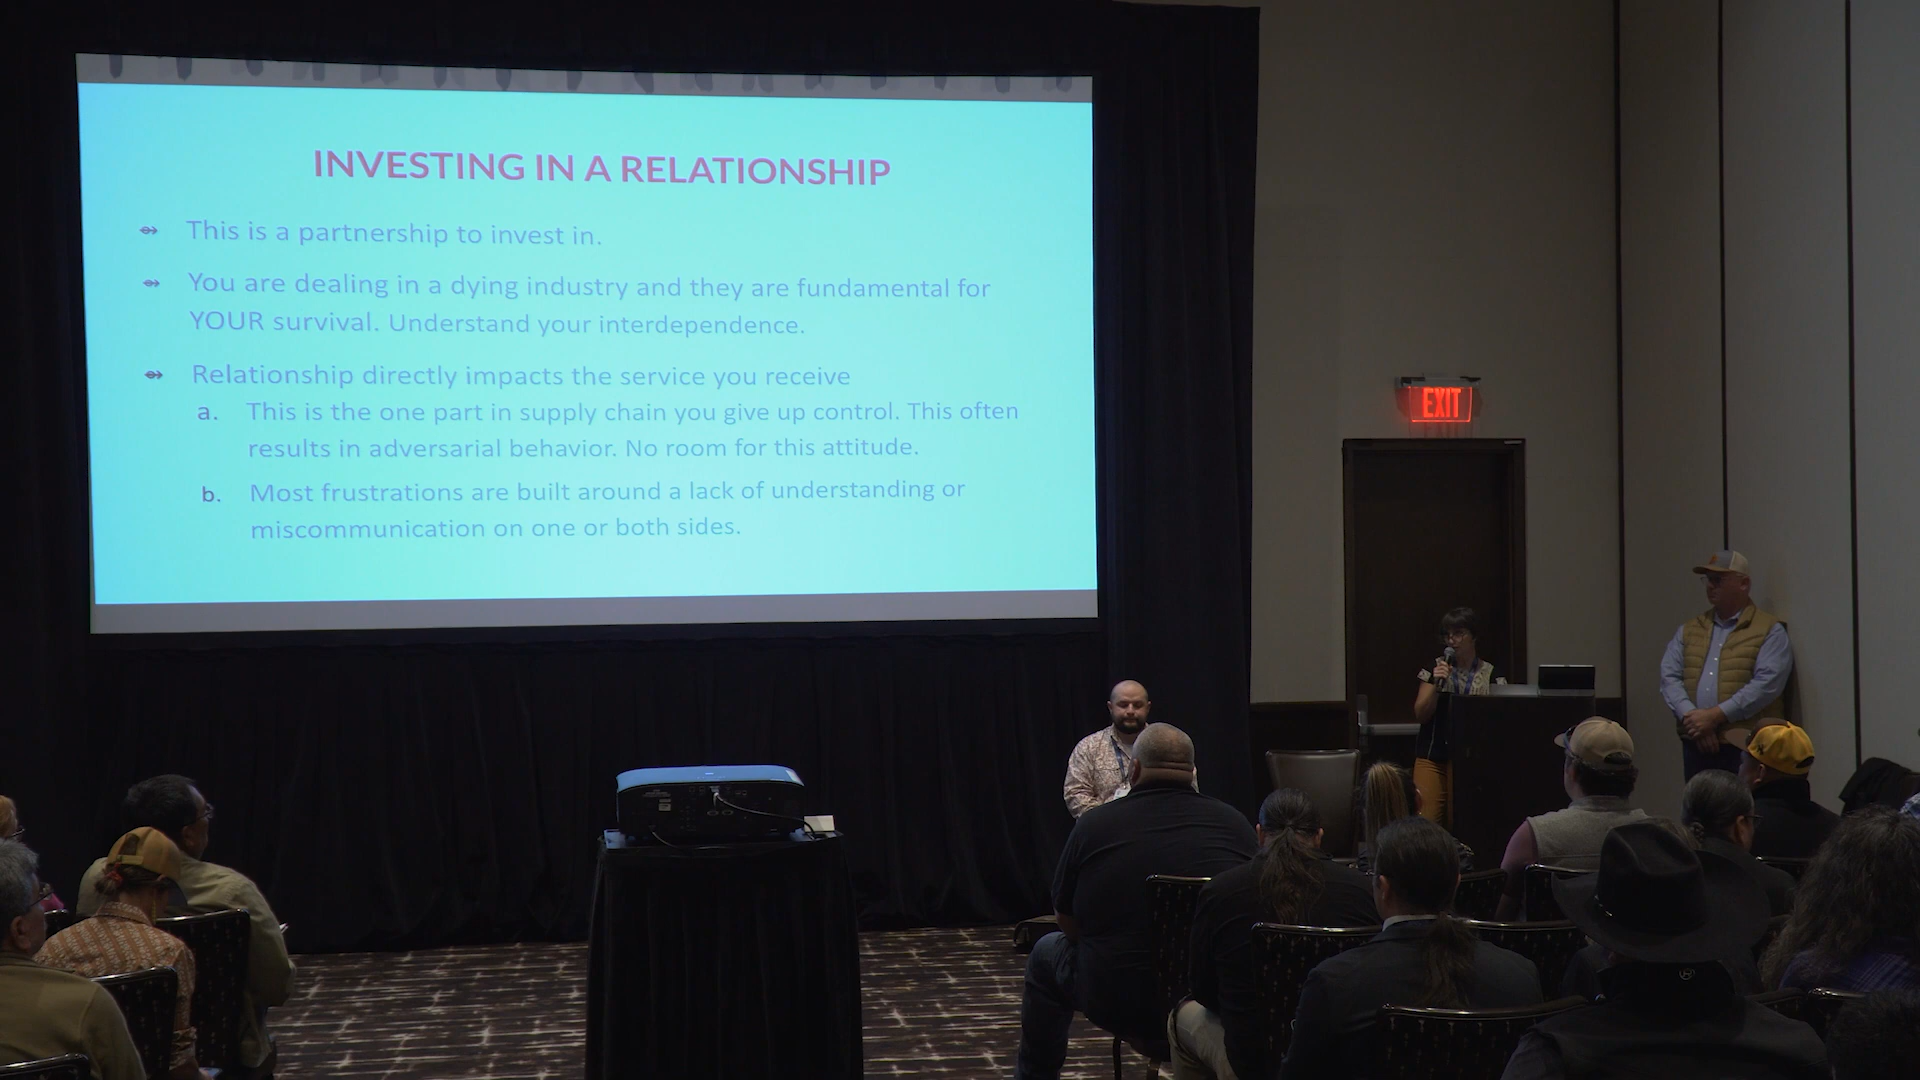 INVESTING IN A RELATIONSHIP
This is a partnership to invest in.
You are dealing in a dying industry and they are fundamental for
YOUR survival. Understand your interdependence.
Relationship directly impacts the service you receive
a. This is the one part in supply chain you give up control. This often
results in adversarial behavior. No room for this attitude.
b. Most frustrations are built around a lack of understanding or
miscommunication on one or both sides.
EXIT